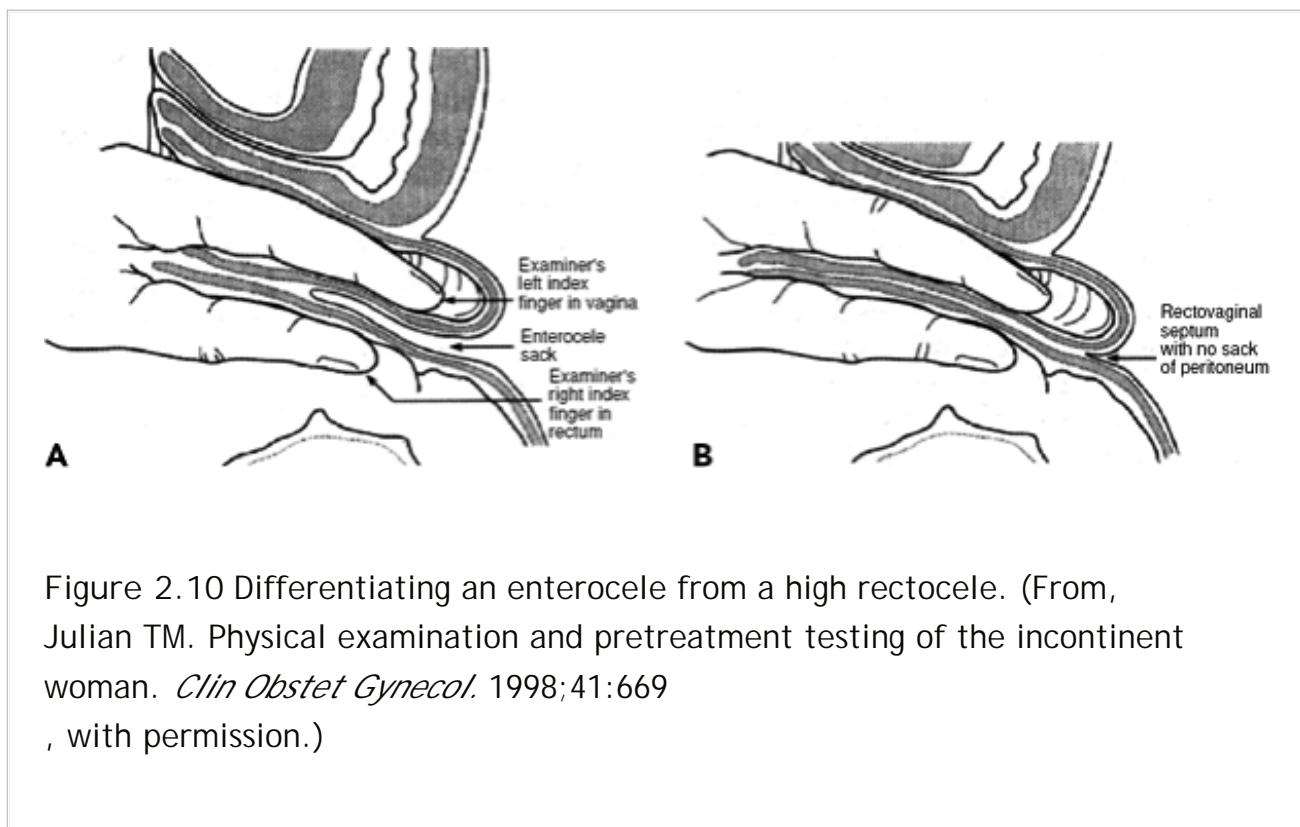 Examiner's
left index
finger in vagina
Enterocele
sack
Examiner's
right index
finger in
rectum
A
Rectovaginal
septum
with no sack
of peritoneum
B
Figure 2.10 Differentiating an enterocele from a high rectocele. (From,
Julian TM. Physical examination and pretreatment testing of the incontinent
woman. Clin Obstet Gynecol. 1998;41:669
, with permission.)